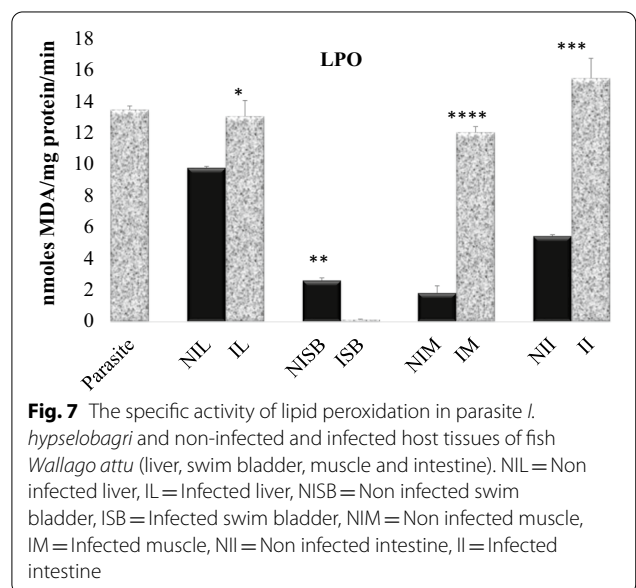 LPO
nmoles MDA/mg protein/min
18
16
14
12
10
8
6
4
2
0
*
**
****
***
Parasite
NIL
IL
NISB
ISB
NIM
IM
NII
II
Fig. 7 The specific activity of lipid peroxidation in parasite I.
hypselobagri and non-infected and infected host tissues of fish
Wallago attu (liver, swim bladder, muscle and intestine). NIL = Non
infected liver, IL = Infected liver, NISB = Non infected swim
bladder, ISB = Infected swim bladder, NIM = Non infected muscle,
IM = Infected muscle, NII = Non infected intestine, II = Infected
intestine